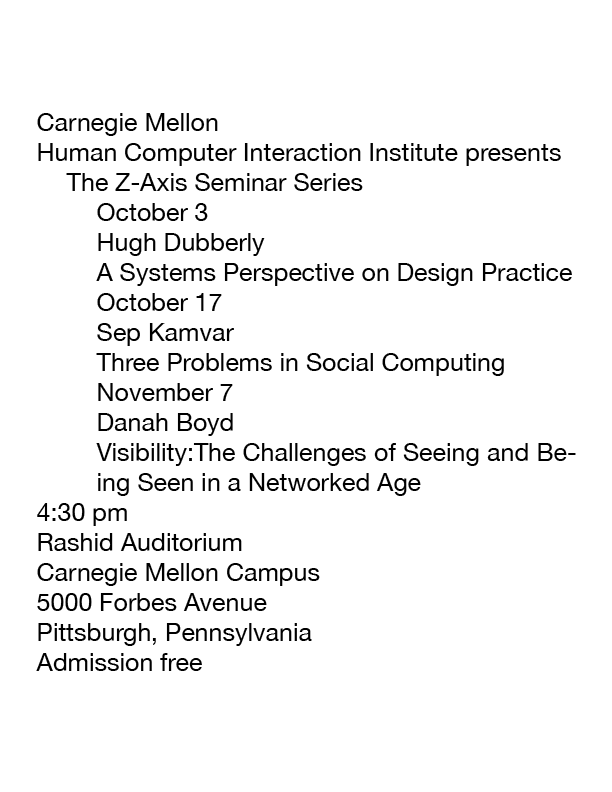 Carnegie Mellon
Human Computer Interaction Institute presents
The Z-Axis Seminar Series
October 3
Hugh Dubberly
A Systems Perspective on Design Practice
October 17
Sep Kamvar
Three Problems in Social Computing
November 7
Danah Boyd
Visibility:The Challenges of Seeing and Be-
ing Seen in a Networked Age
4:30 pm
Rashid Auditorium
Carnegie Mellon Campus
5000 Forbes Avenue
Pittsburgh, Pennsylvania
Admission free